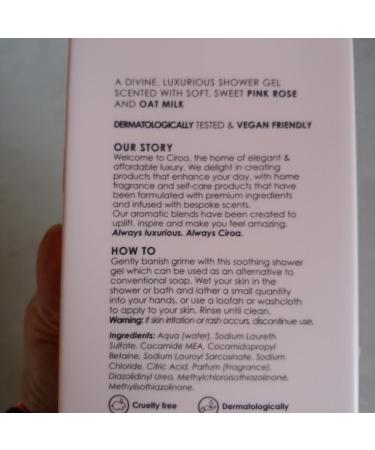 A DIVINE, LUXURIOUS SHOWER GEL
SCENTED WITH SOFT, SWEET PINK ROSE
AND OAT MILK
DERMATOLOGICALLY TESTED & VEGAN FRIENDLY
OUR STORY
Welcome to Ciroa, the home of elegant &
affordable luxury. We delight in creating
products that enhance your day, with home
fragrance and self-care products that have
been formulated with premium ingredients
and infused with bespoke scents.
Our aromatic blends have been created to
uplift, inspire and make you feel amazing.
Always luxurious. Always Ciroa.
HOW TO
Gently banish grime with this soothing shower
gel which can be used as an alternative to
conventional soap. Wet your skin in the
shower or bath and lather a small quantity
into your hands, or use a loofah or washcloth
to apply to your skin. Rinse until clean.
Warning: If skin irritation or rash occurs, discontinue use.
Ingredients: Aqua (water), Sodium Laureth
Sulfate, Cocamide MEA, Cocamidopropyl
Betaine, Sodium Lauroyl Sarcosinate, Sodium
Chloride, Citric Acid, Parfum (Fragrance),
Diazolidinyl Urea, Methylchloroisothiazolinone,
Methylisothiazolinone.
Cruelty free
Dermatologically